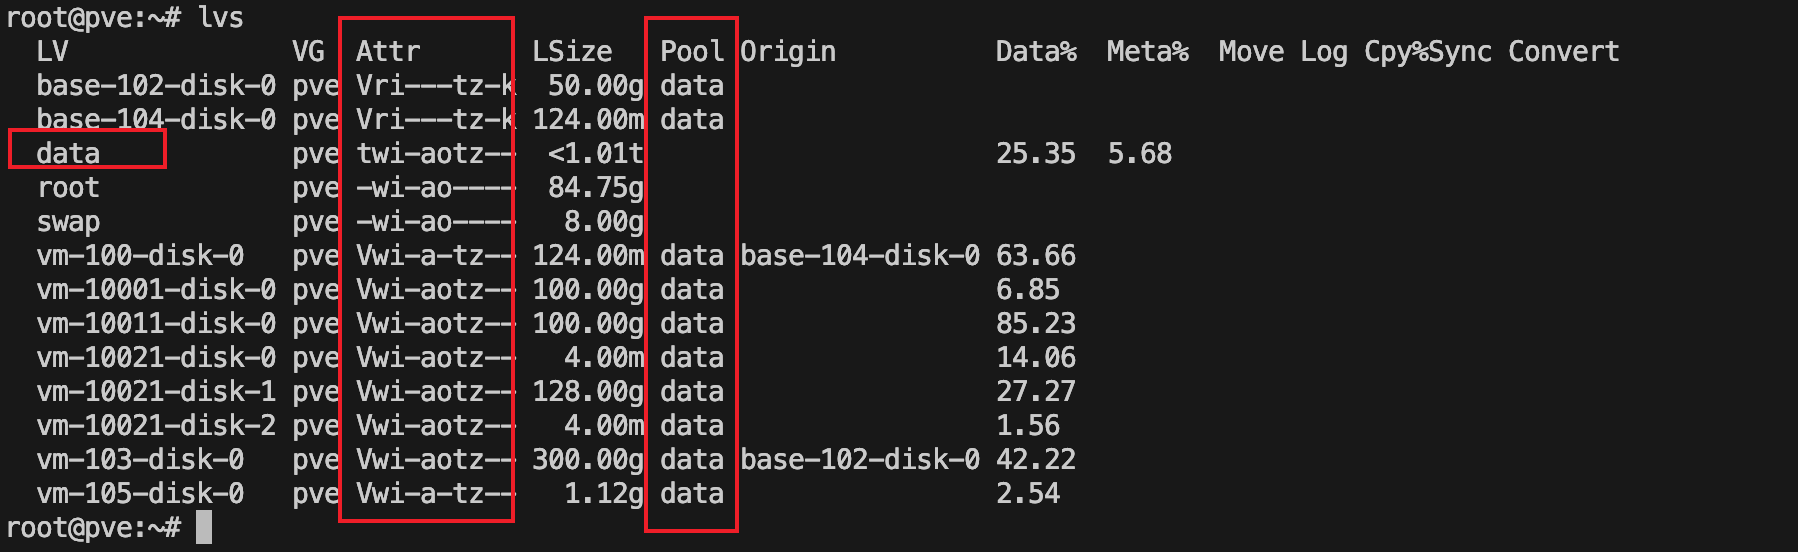 root@pve:~# lvs
  LV              VG  Attr       LSize   Pool Origin          Data%  Meta%  Move Log Cpy%Sync Convert
  base-102-disk-0 pve Vri---tz-k  50.00g data
  base-104-disk-0 pve Vri---tz-k 124.00m data
  data            pve twi-aotz-- <1.01t                      25.35  5.68
  root            pve -wi-ao----  84.75g
  swap            pve -wi-ao----   8.00g
  vm-100-disk-0   pve Vwi-a-tz-- 124.00m data base-104-disk-0 63.66
  vm-10001-disk-0 pve Vwi-aotz-- 100.00g data                 6.85
  vm-10011-disk-0 pve Vwi-aotz-- 100.00g data                 85.23
  vm-10021-disk-0 pve Vwi-aotz--   4.00m data                 14.06
  vm-10021-disk-1 pve Vwi-aotz-- 128.00g data                 27.27
  vm-10021-disk-2 pve Vwi-aotz--   4.00m data                 1.56
  vm-103-disk-0   pve Vwi-aotz-- 300.00g data base-102-disk-0 42.22
  vm-105-disk-0   pve Vwi-a-tz--   1.12g data                 2.54
root@pve:~#